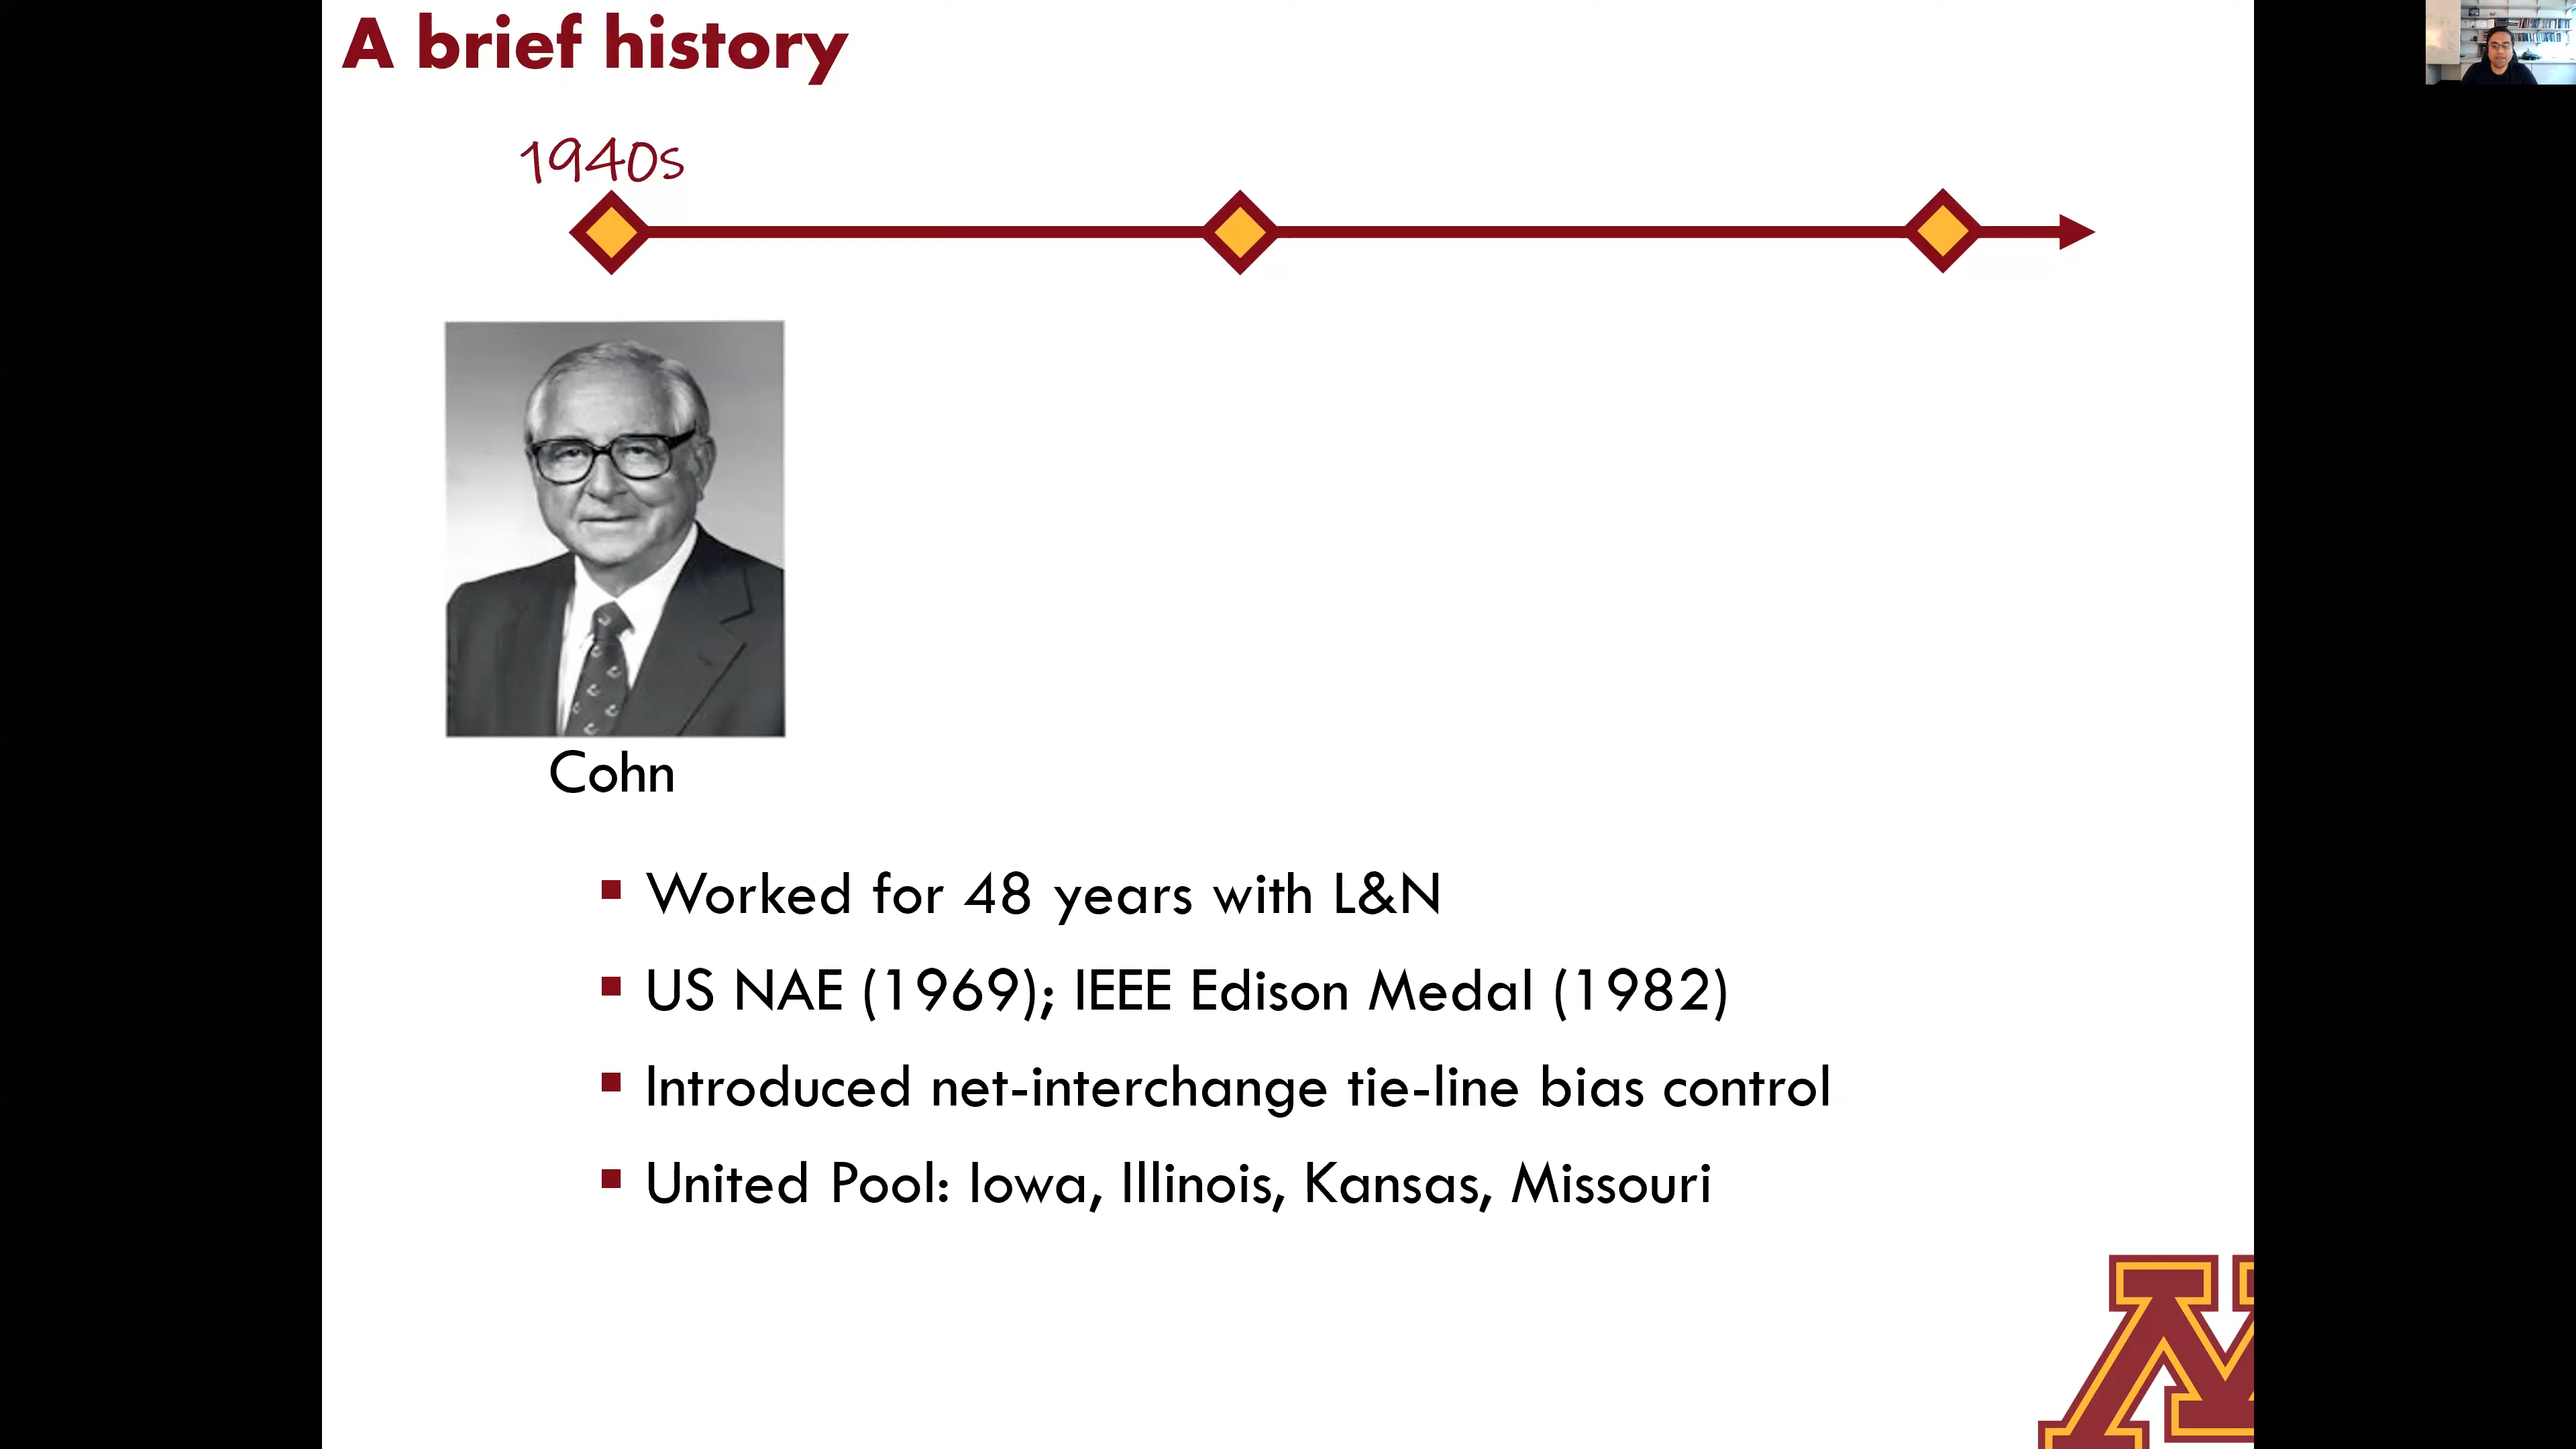 A brief history
1940s
Cohn
Worked for 48 years with L&N
US NAE (1969); IEEE Edison Medal (1982)
Introduced net-interchange tie-line bias control
United Pool: Iowa, Illinois, Kansas, Missouri
M